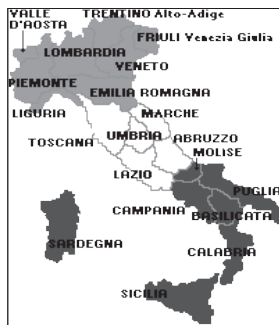 VALLE
D'AOSTA
TRENTINO Alto-Adige
FRIULI Venezia Giulia
LOMBARDIA
VENETO
PIEMONTE
EMILIA ROMAGNA
LIGURIA
MARCHE
TOSCANA
UMBRIA
ABRUZZO
MOLISE
LAZIO
PUGLIA
CAMPANIA
BASILICATA
SARDEGNA
CALABRIA
SICILIA